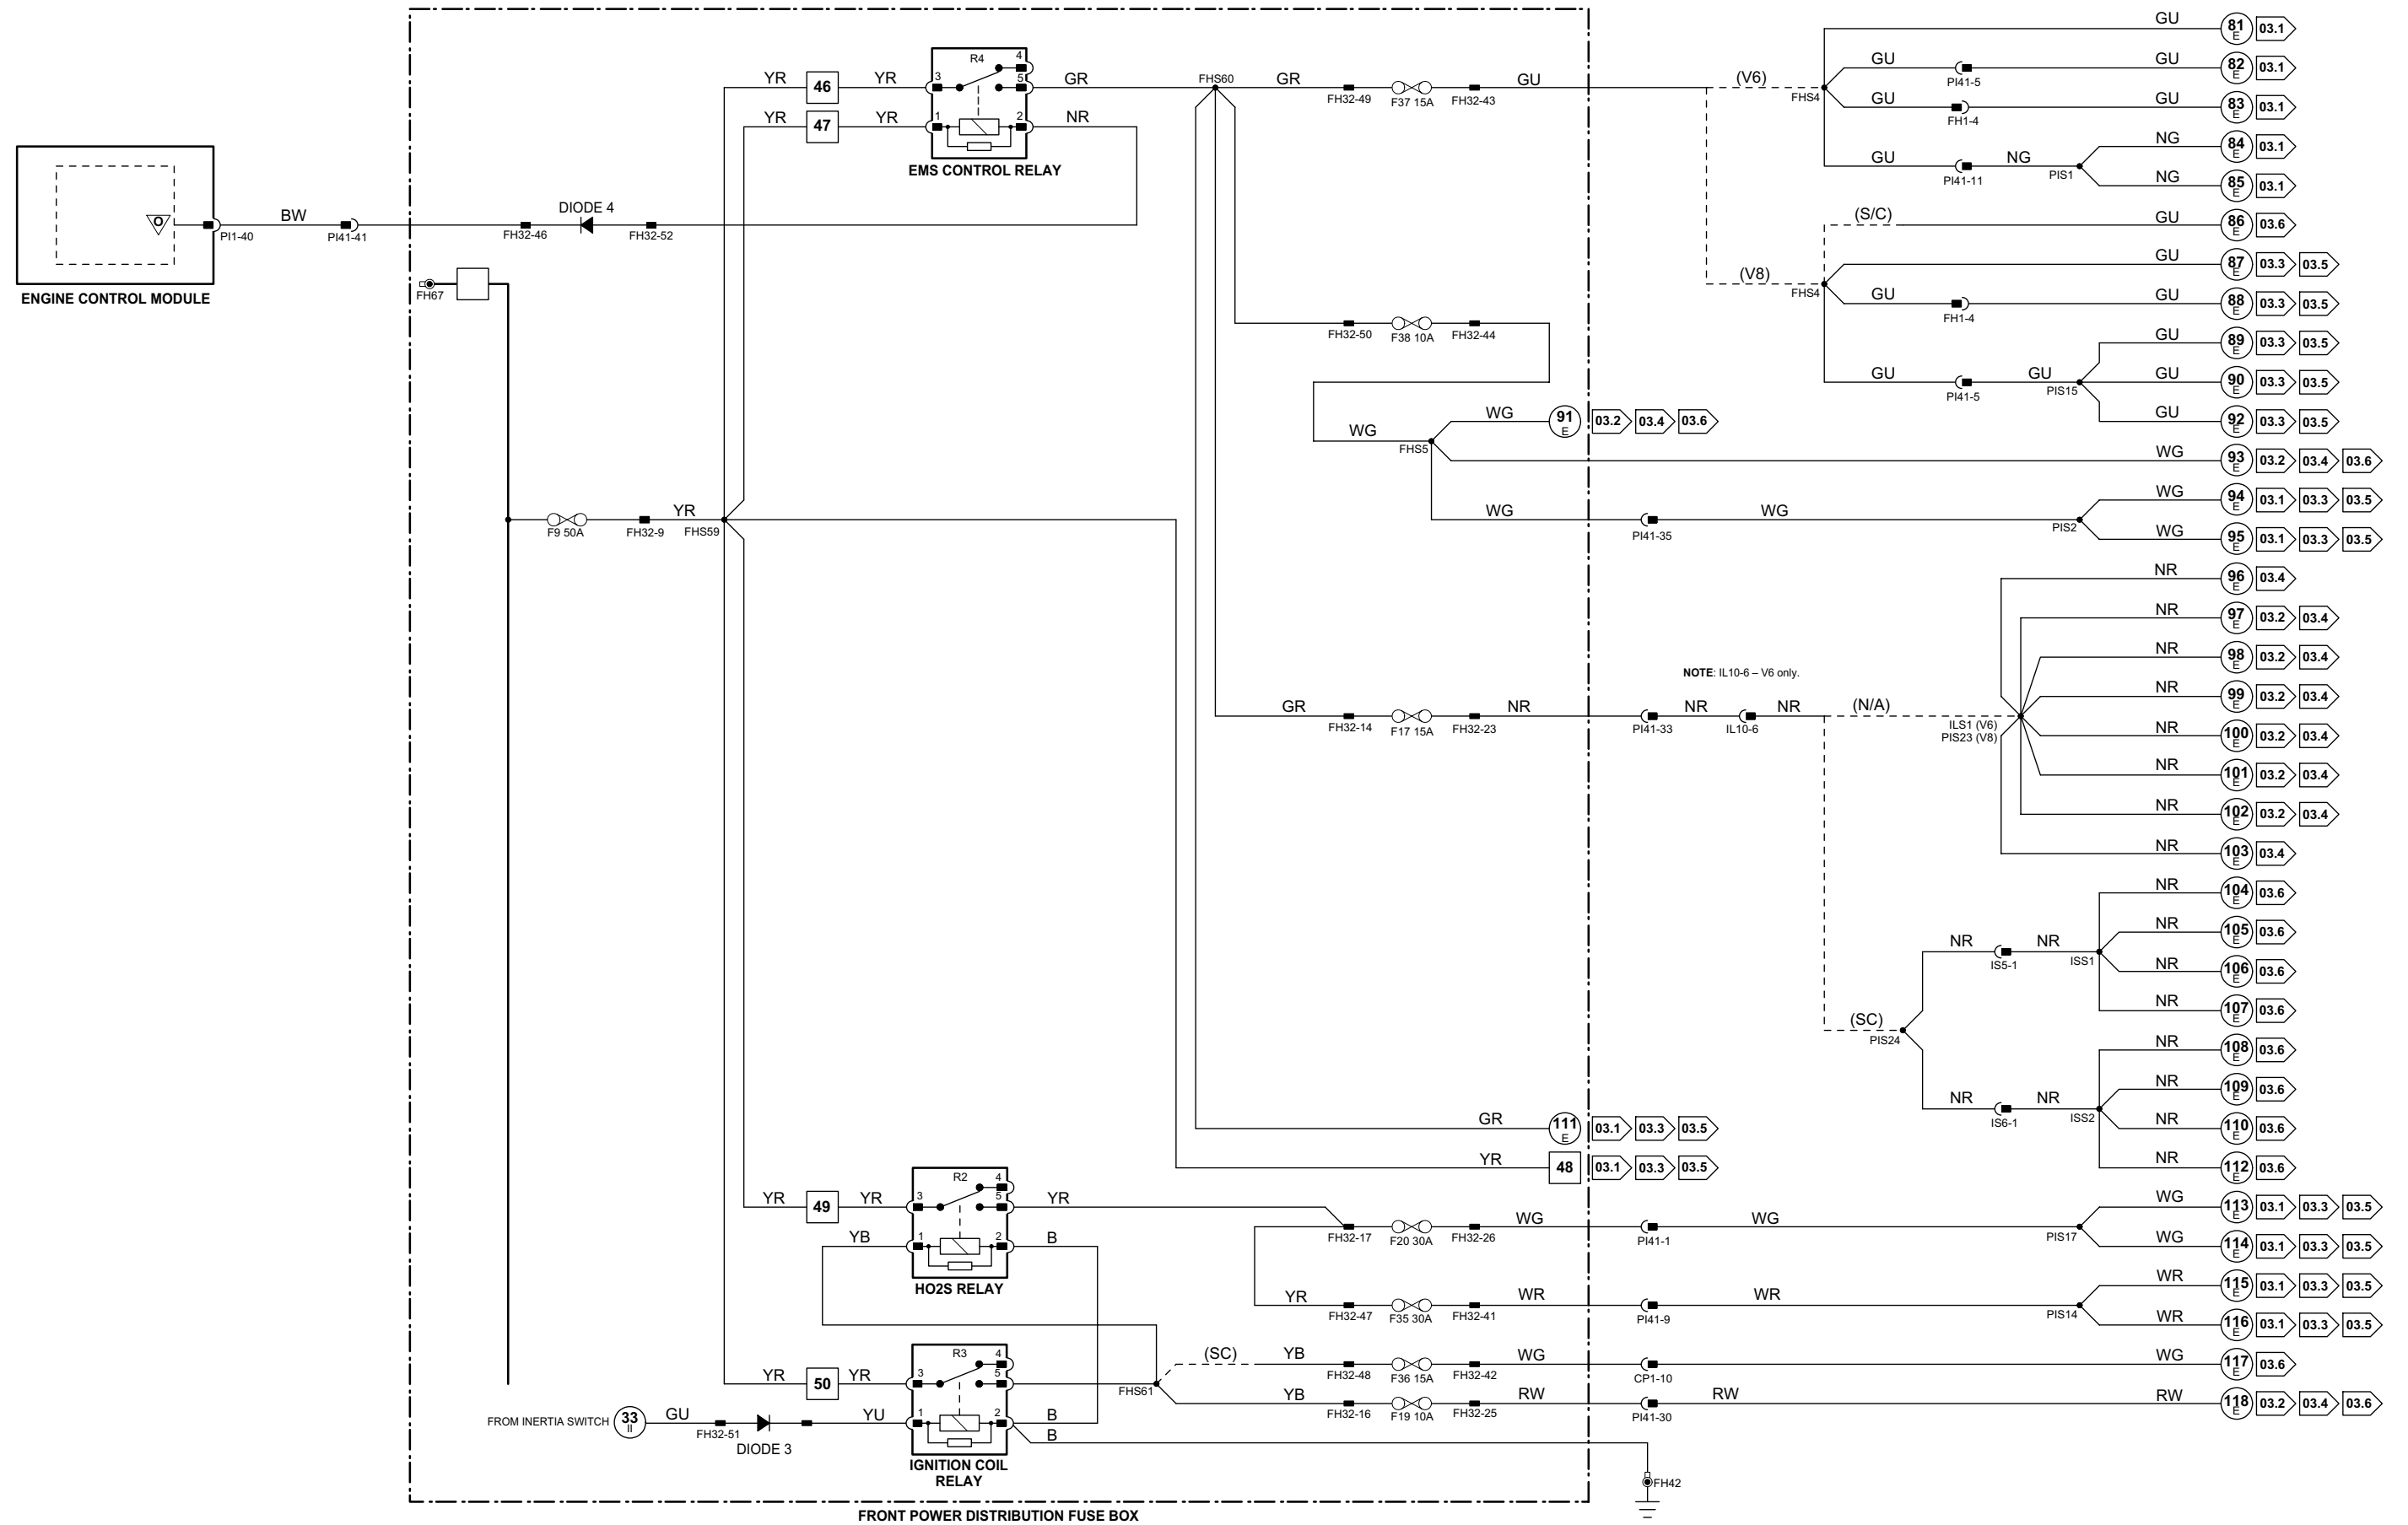 GU 81 E 03.1
R4 4
YR 46 YR 3 5 GR FHS60 GR FH32-49 F37 15A FH32-43 GU (V6) FHS4 GU PI41-5 GU 82 E 03.1
GU FH1-4 GU 83 E 03.1
YR 47 YR 1 2 NR
EMS CONTROL RELAY
NG 84 E 03.1
GU PI41-11 NG PIS1
NG 85 E 03.1
O PI1-40 BW PI41-41 FH32-46 DIODE 4 FH32-52
(S/C) GU 86 E 03.6
ENGINE CONTROL MODULE
FH67
(V8) FHS4 GU 87 E 03.3 03.5
GU FH1-4 GU 88 E 03.3 03.5
FH32-50 F38 10A FH32-44
GU 89 E 03.3 03.5
GU PI41-5 GU PIS15 GU 90 E 03.3 03.5
GU 92 E 03.3 03.5
WG 91 E 03.2 03.4 03.6
WG FHS5
WG 93 E 03.2 03.4 03.6
WG 94 E 03.1 03.3 03.5
F9 50A FH32-9 YR FHS59
WG PI41-35 WG PIS2
WG 95 E 03.1 03.3 03.5
NR 96 E 03.4
NR 97 E 03.2 03.4
NR 98 E 03.2 03.4
NOTE: IL10-6 – V6 only.
NR 99 E 03.2 03.4
GR FH32-14 F17 15A FH32-23 NR PI41-33 NR IL10-6 NR (N/A)
ILS1 (V6)
PIS23 (V8)
NR 100 E 03.2 03.4
NR 101 E 03.2 03.4
NR 102 E 03.2 03.4
NR 103 E 03.4
NR 104 E 03.6
NR 105 E 03.6
NR IS5-1 NR ISS1
NR 106 E 03.6
NR 107 E 03.6
(SC) PIS24
NR 108 E 03.6
NR 109 E 03.6
NR IS6-1 NR ISS2
NR 110 E 03.6
GR 111 E 03.1 03.3 03.5
YR 48 03.1 03.3 03.5
NR 112 E 03.6
R2 4
YR 49 YR 3 5 YR
WG 113 E 03.1 03.3 03.5
FH32-17 F20 30A FH32-26 WG PI41-1 WG PIS17
YB 1 2 B
WG 114 E 03.1 03.3 03.5
HO2S RELAY
WR 115 E 03.1 03.3 03.5
YR FH32-47 F35 30A FH32-41 WR PI41-9 WR PIS14
WR 116 E 03.1 03.3 03.5
R3 4
(SC) YB FH32-48 F36 15A FH32-42 WG CP1-10 WG 117 E 03.6
YR 50 YR 3 5 FHS61
YB FH32-16 F19 10A FH32-25 RW PI41-30 RW RW 118 E 03.2 03.4 03.6
FROM INERTIA SWITCH 33 II GU FH32-51 DIODE 3 YU 1 2 B
B
IGNITION COIL
RELAY
FH42
FRONT POWER DISTRIBUTION FUSE BOX